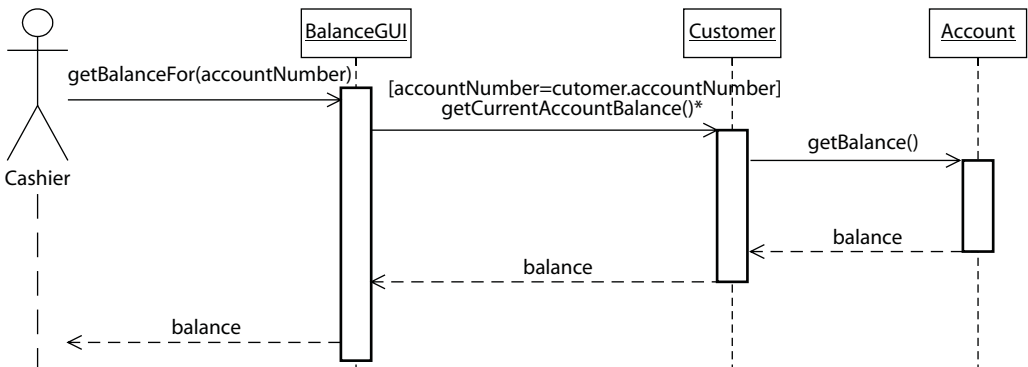 BalanceGUI
Customer
Account
getBalanceFor(accountNumber)
[accountNumber=cutomer.accountNumber]
getCurrentAccountBalance()*
getBalance()
Cashier
balance
balance
balance